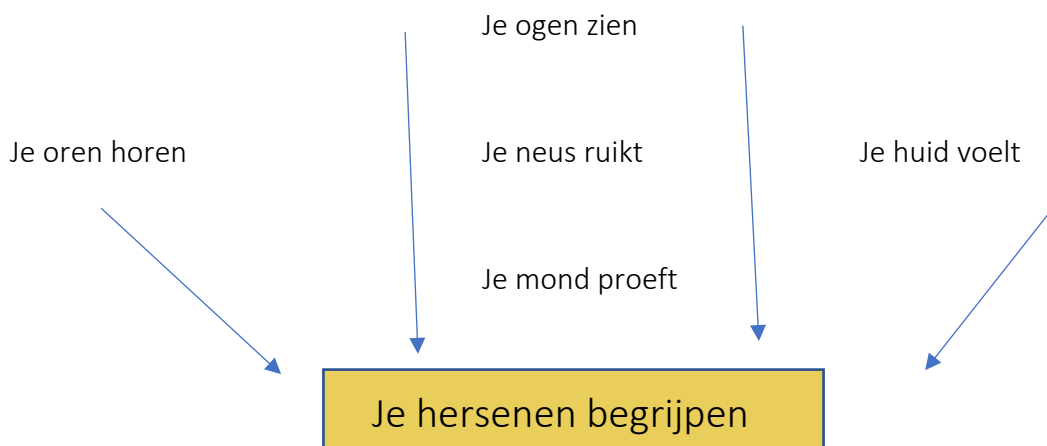 Je ogen zien
Je oren horen
Je neus ruikt
Je huid voelt
Je mond proeft
Je hersenen begrijpen